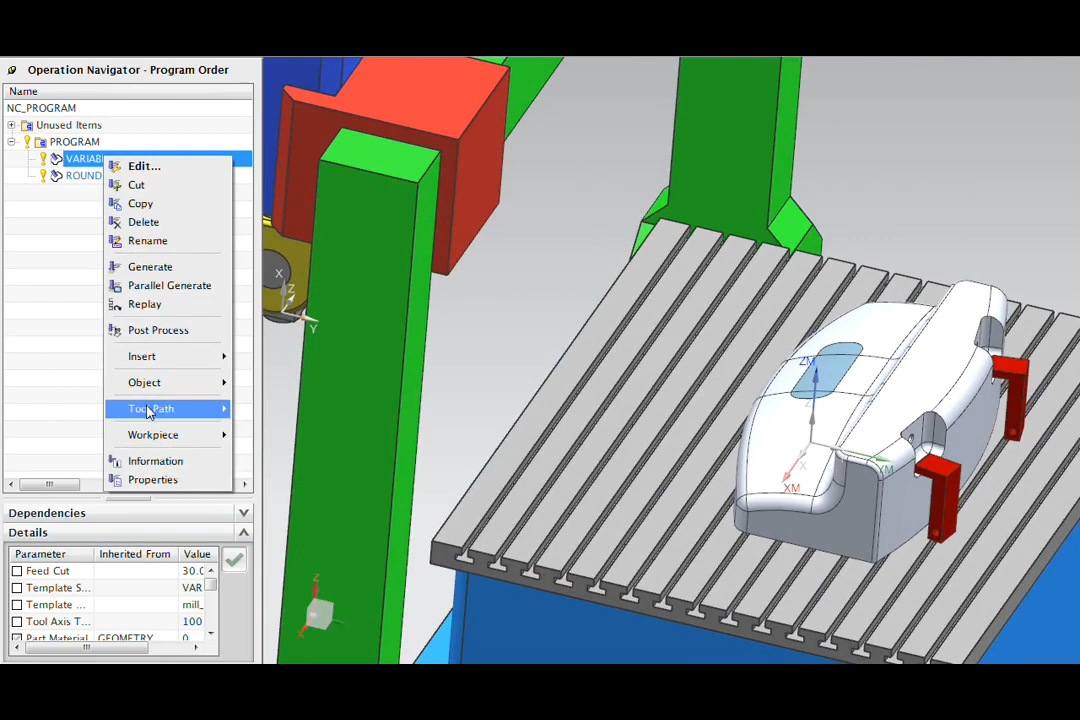 Operation Navigator - Program Order
Name
NC_PROGRAM
Unused Items
PROGRAM
VARIAB
ROUND
Edit...
Cut
Copy
Delete
Rename
Generate
Parallel Generate
Replay
Post Process
Insert
Object
Tool Path
Workpiece
Information
Properties
Dependencies
Details
Parameter Inherited From Value
Feed Cut 30.0
Template S... VAR
Template ... mill_
Tool Axis T... 100
Part Material GEOMETRY 0
X
Z
Y
ZM
Z
X
YM
XM
Z
X